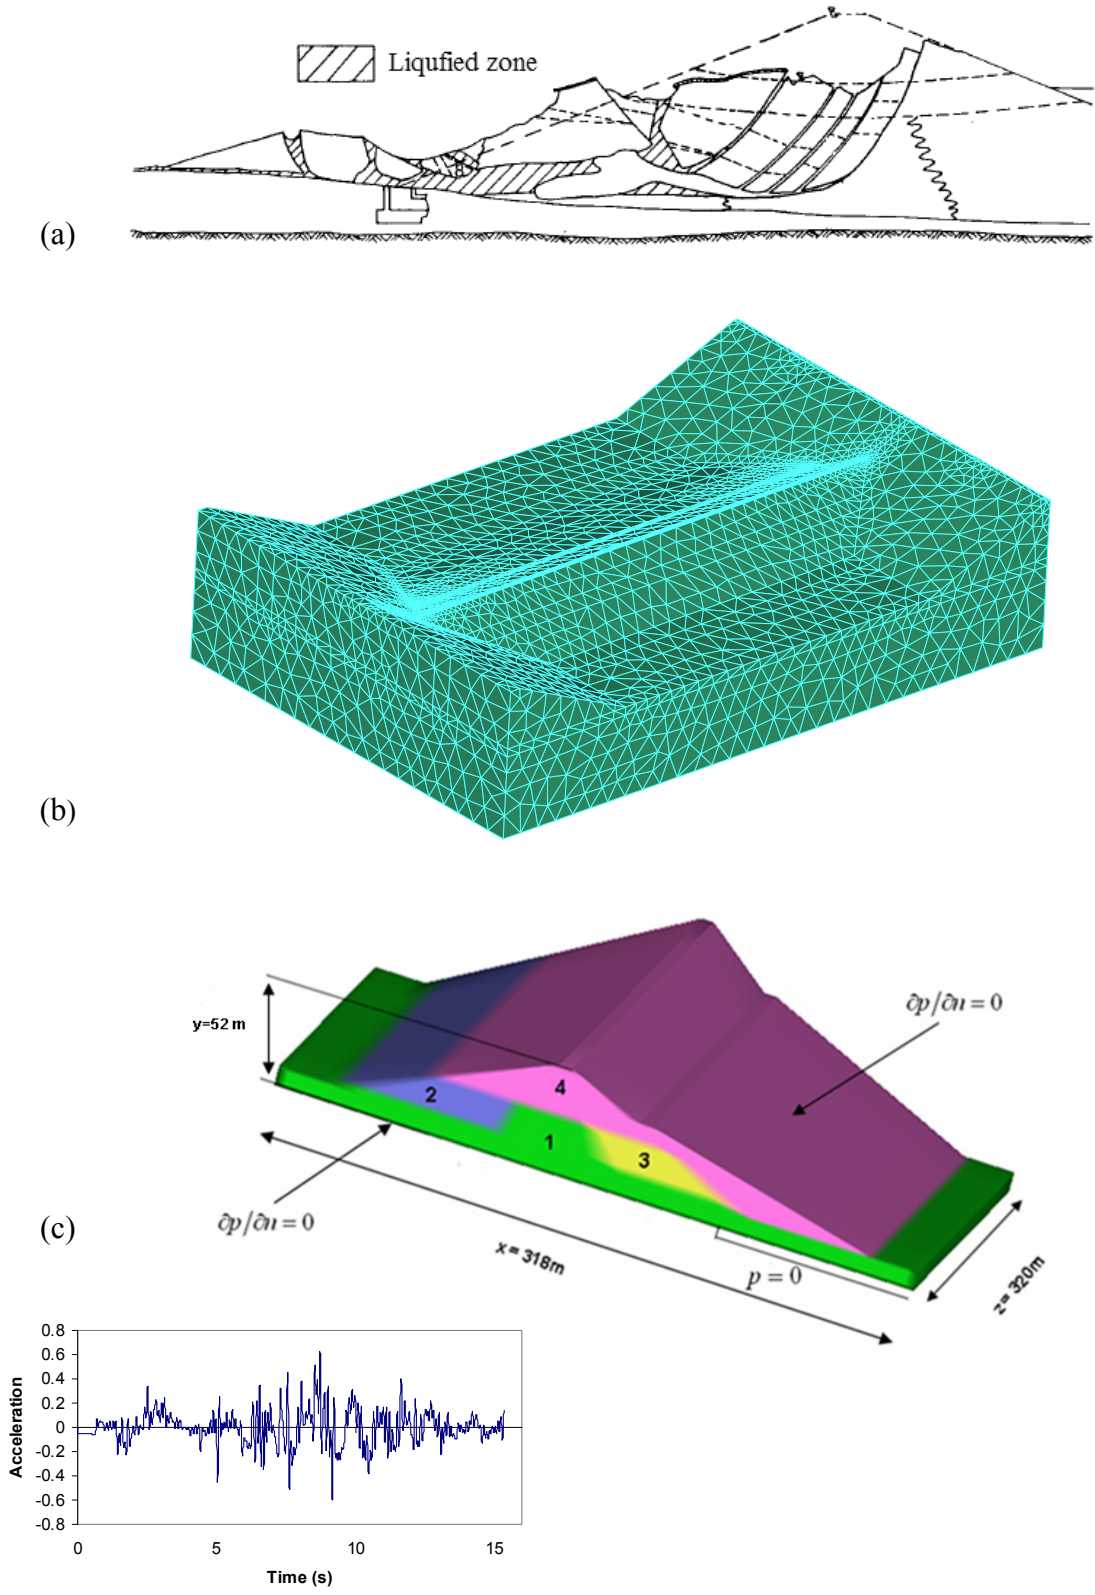 Liqufied zone
(a)
(b)
∂p/∂n = 0
y=52 m
4
2
1
3
(c)
∂p/∂n = 0
x = 318m
p = 0
z= 320m
0.8
0.6
0.4
0.2
0
-0.2
-0.4
-0.6
-0.8
Acceleration
0 5 10 15
Time (s)